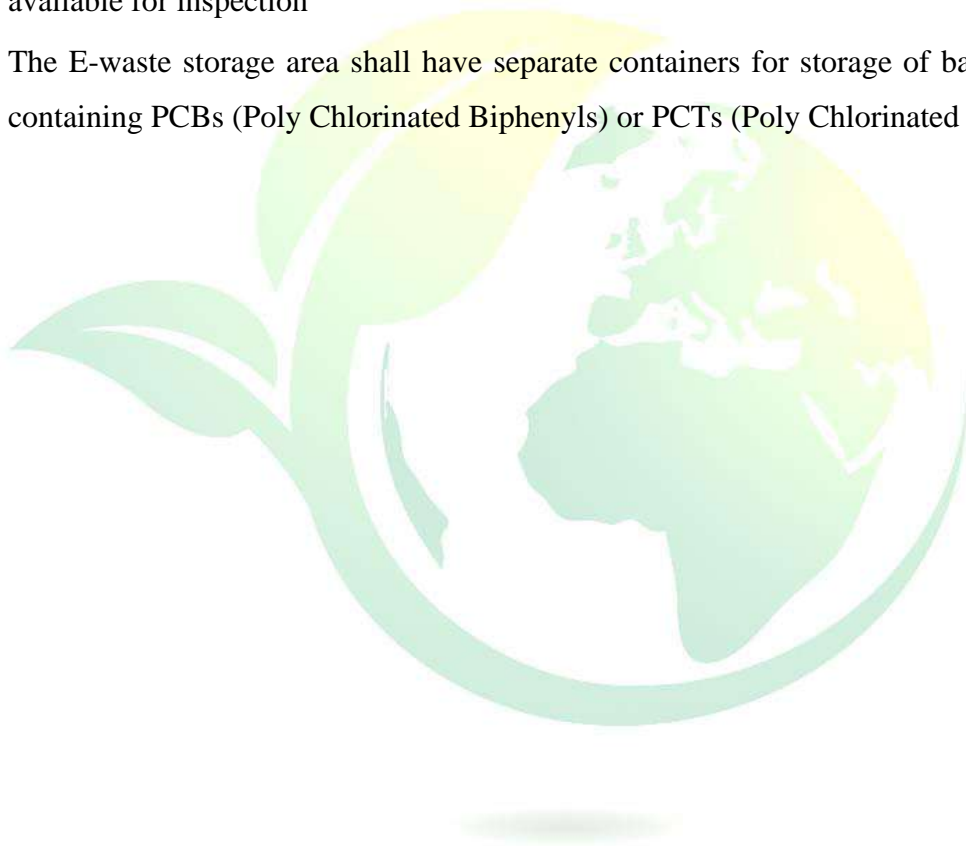 available for inspection
The E-waste storage area shall have separate containers for storage of ba
containing PCBs (Poly Chlorinated Biphenyls) or PCTs (Poly Chlorinated